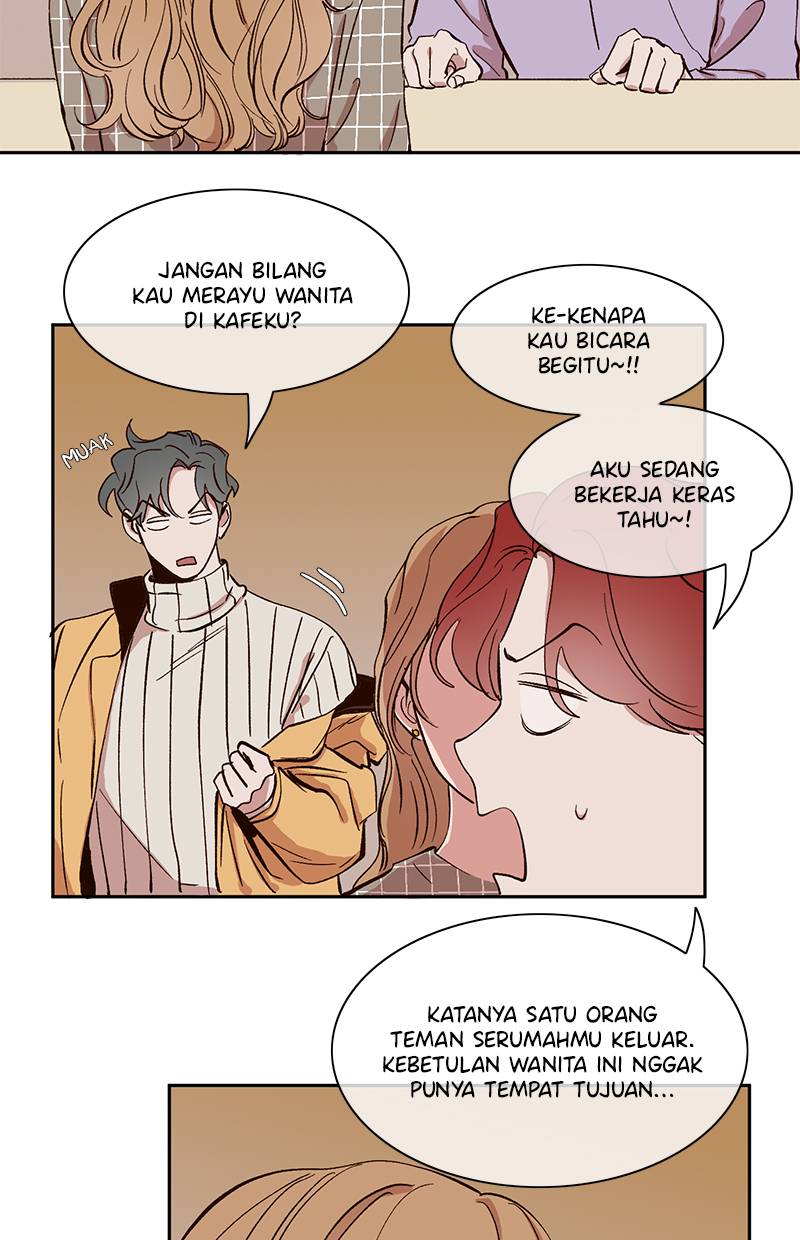 JANGAN BILANG
KAU MERAYU WANITA
DI KAFEKU?
KE-KENAPA
KAU BICARA
BEGITU~!!
AKU SEDANG
BEKERJA KERAS
TAHU~!
MUAK
KATANYA SATU ORANG
TEMAN SERUMAHMU KELUAR.
KEBETULAN WANITA INI NGGAK
PUNYA TEMPAT TUJUAN...